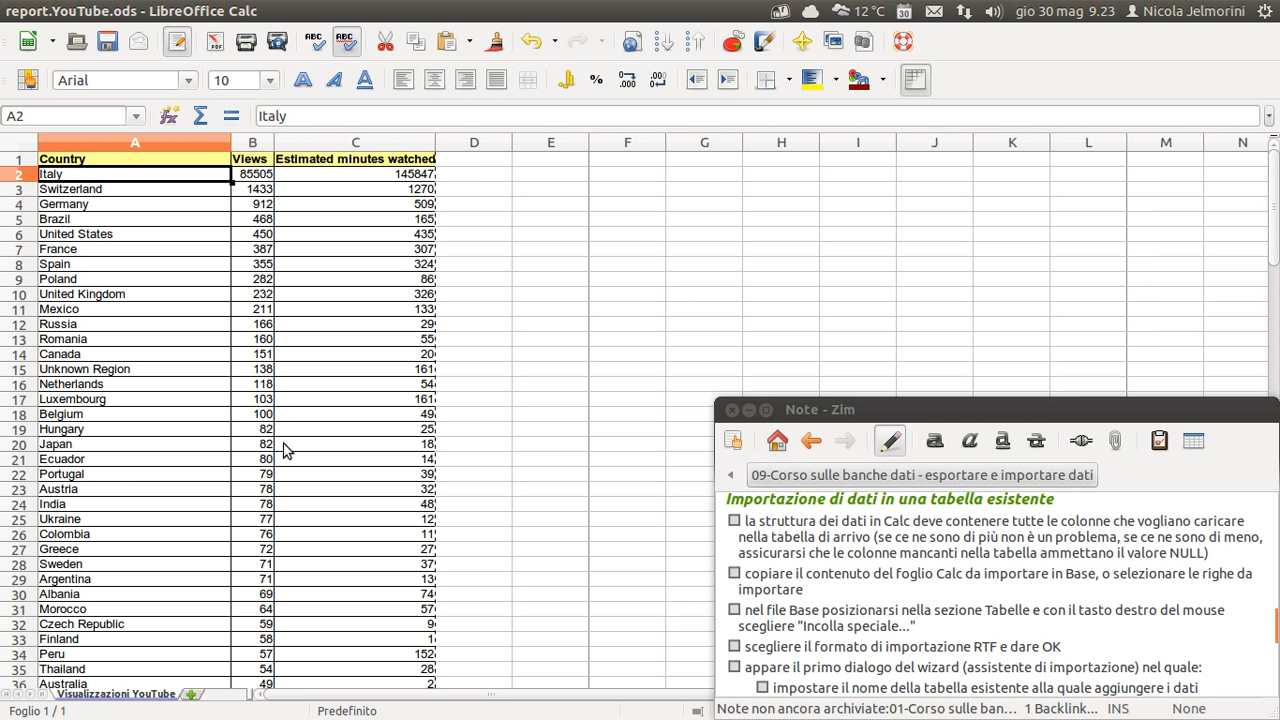 report.YouTube.ods - LibreOffice Calc
12 °C
30
gio 30 mag 9.23
Nicola Jelmorini
Arial
10
A2
Italy
A B C D E F G H I J K L M N
1 Country Views Estimated minutes watched
2 Italy 85505 145847
3 Switzerland 1433 1270
4 Germany 912 509
5 Brazil 468 165
6 United States 450 435
7 France 387 307
8 Spain 355 324
9 Poland 282 86
10 United Kingdom 232 326
11 Mexico 211 133
12 Russia 166 29
13 Romania 160 55
14 Canada 151 20
15 Unknown Region 138 161
16 Netherlands 118 54
17 Luxembourg 103 161
18 Belgium 100 49
19 Hungary 82 25
20 Japan 82 18
21 Ecuador 80 14
22 Portugal 79 39
23 Austria 78 32
24 India 78 48
25 Ukraine 77 12
26 Colombia 76 11
27 Greece 72 27
28 Sweden 71 37
29 Argentina 71 13
30 Albania 69 74
31 Morocco 64 57
32 Czech Republic 59 9
33 Finland 58 1
34 Peru 57 152
35 Thailand 54 28
36 Australia 49 2
Visualizzazioni YouTube
Foglio 1 / 1
Predefinito
Note - Zim
09-Corso sulle banche dati - esportare e importare dati
Importazione di dati in una tabella esistente
la struttura dei dati in Calc deve contenere tutte le colonne che vogliano caricare
nella tabella di arrivo (se ce ne sono di più non è un problema, se ce ne sono di meno,
assicurarsi che le colonne mancanti nella tabella ammettano il valore NULL)
copiare il contenuto del foglio Calc da importare in Base, o selezionare le righe da
importare
nel file Base posizionarsi nella sezione Tabelle e con il tasto destro del mouse
scegliere "Incolla speciale..."
scegliere il formato di importazione RTF e dare OK
appare il primo dialogo del wizard (assistente di importazione) nel quale:
impostare il nome della tabella esistente alla quale aggiungere i dati
Note non ancora archiviate:01-Corso sulle ban... 1 Backlink... INS None